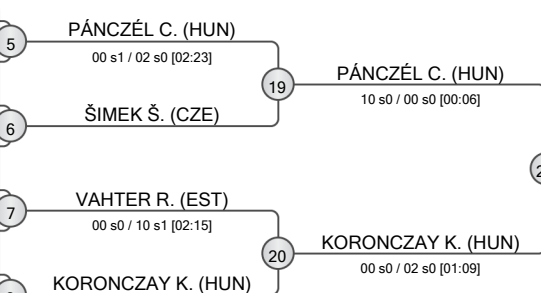 5
PÁNCZÉL C. (HUN)
00 s1 / 02 s0 [02:23]
19
PÁNCZÉL C. (HUN)
10 s0 / 00 s0 [00:06]
6
ŠIMEK Š. (CZE)
7
VAHTER R. (EST)
00 s0 / 10 s1 [02:15]
20
KORONCZAY K. (HUN)
00 s0 / 02 s0 [01:09]
KORONCZAY K. (HUN)